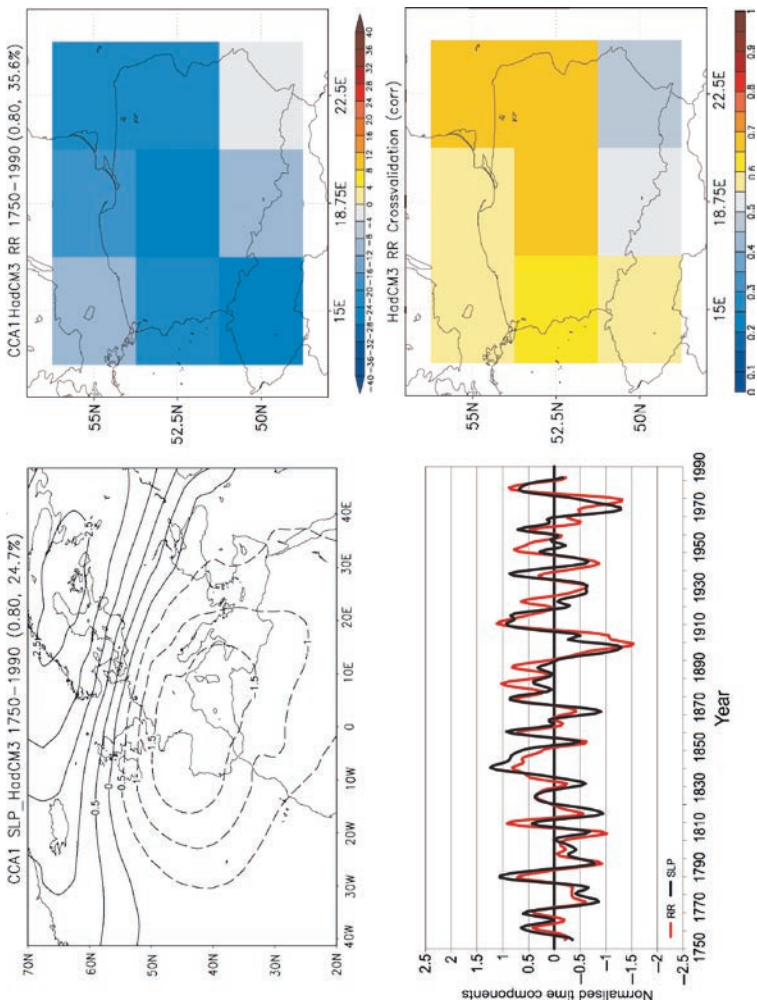 CCA1 SLP_HadCM3 1750-1990 (0.80, 24.7%)
70N
60N
50N
40N
30N
20N
2.5
2.5
0.5
0
-0.5
-1
-1.5
1.5
40W 30W 20W 10W 0 10E 20E 30E 40E
CCA1 HadCM3 RR 1750-1990 (0.80, 35.6%)
55N
52.5N
50N
15E 18.75E 22.5E
-40-36-32-28-24-20-16-12 -8 -4 0 4 8 12 16 20 24 28 32 36 40
Normalised time components
2.5
2
1.5
1
0.5
0
-0.5
-1
-1.5
-2
-2.5
RR SLP
1750 1770 1790 1810 1830 1850 1870 1890 1910 1930 1950 1970 1990
Year
HadCM3 RR Crossvalidation (corr)
55N
52.5N
50N
15E 18.75E 22.5E
0.1 0.2 0.3 0.4 0.5 0.6 0.7 0.8 0.9 1